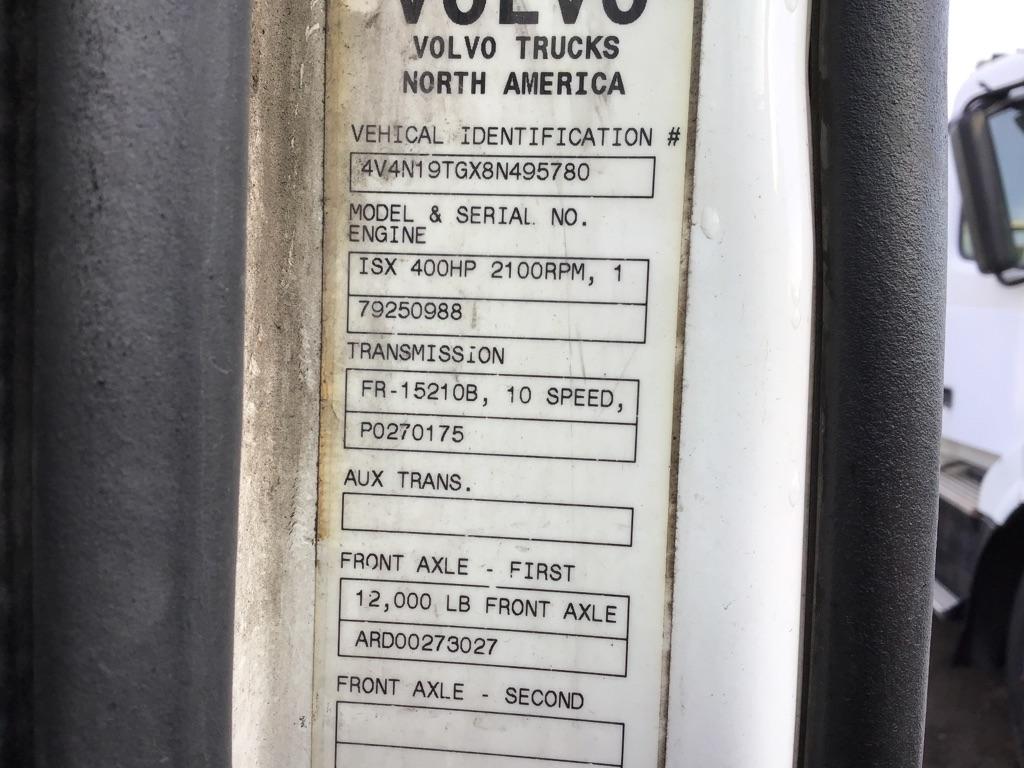 VOLVO
VOLVO TRUCKS
NORTH AMERICA
VEHICAL IDENTIFICATION #
4V4N19TGX8N495780
MODEL & SERIAL NO.
ENGINE
ISX 400HP 2100RPM, 1
79250988
TRANSMISSION
FR-15210B, 10 SPEED,
P0270175
AUX TRANS.
FRONT AXLE - FIRST
12,000 LB FRONT AXLE
ARD00273027
FRONT AXLE - SECOND